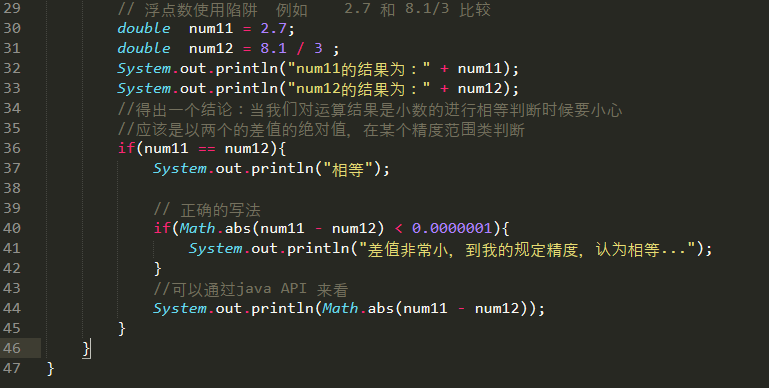 29 // 浮点数使用陷阱 例如 2.7 和 8.1/3 比较
30 double num11 = 2.7;
31 double num12 = 8.1 / 3 ;
32 System.out.println("num11的结果为:" + num11);
33 System.out.println("num12的结果为:" + num12);
34 //得出一个结论:当我们对运算结果是小数的进行相等判断时候要小心
35 //应该是以两个的差值的绝对值，在某个精度范围类判断
36 if(num11 == num12){
37 System.out.println("相等");
38
39 // 正确的写法
40 if(Math.abs(num11 - num12) < 0.0000001){
41 System.out.println("差值非常小，到我的规定精度，认为相等...");
42 }
43 //可以通过java API 来看
44 System.out.println(Math.abs(num11 - num12));
45 }
46 }
47 }